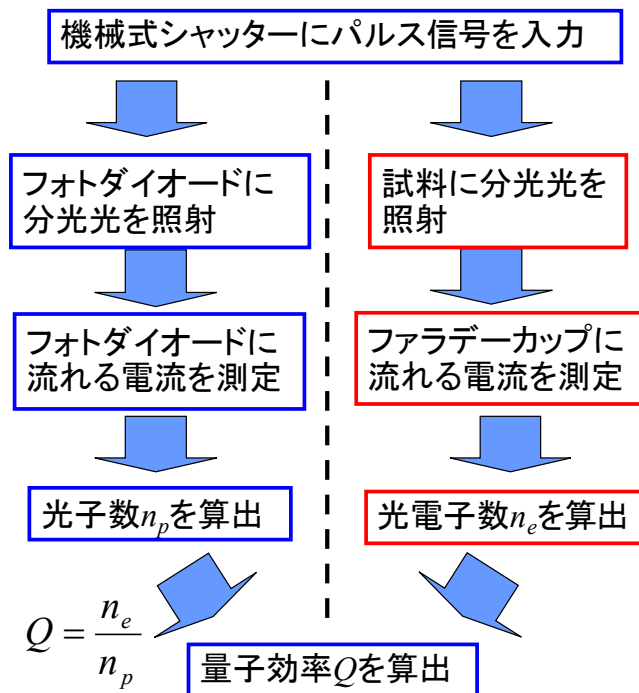 機械式シャッターにパルス信号を入力
フォトダイオードに
分光光を照射
フォトダイオードに
流れる電流を測定
光子数n_pを算出
試料に分光光を
照射
ファラデーカップに
流れる電流を測定
光電子数n_eを算出
Q = n_e / n_p
量子効率Qを算出